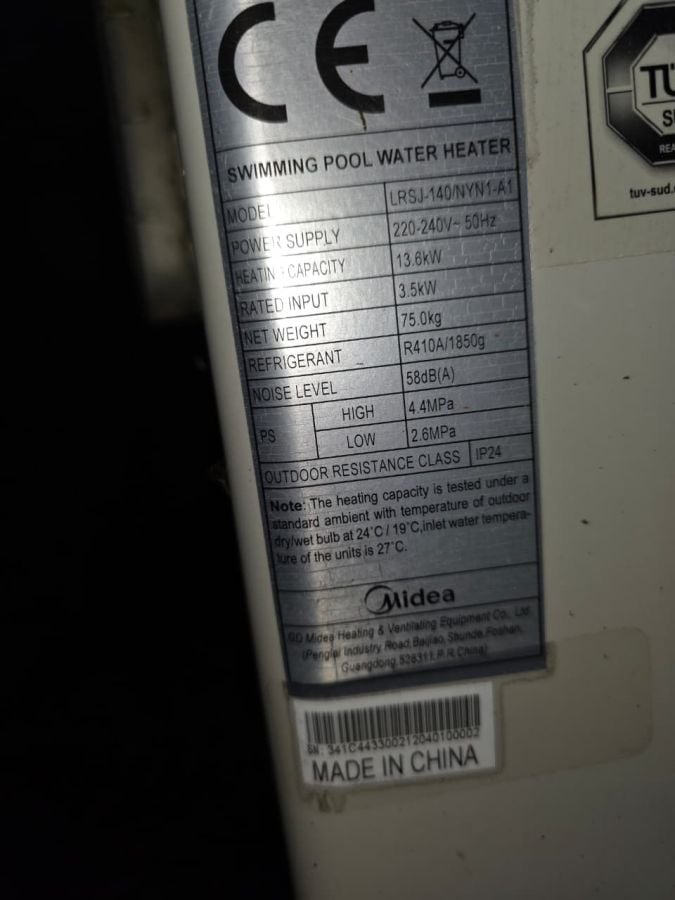 CE
TÜ
SWIMMING POOL WATER HEATER
MODEL LRSJ-140/NYN1-A1
POWER SUPPLY 220-240V~ 50Hz
HEATING CAPACITY 13.6kW
RATED INPUT 3.5kW
NET WEIGHT 75.0kg
REFRIGERANT R410A/1850g
NOISE LEVEL 58dB(A)
PS HIGH 4.4MPa
LOW 2.6MPa
OUTDOOR RESISTANCE CLASS IP24
Note: The heating capacity is tested under a
standard ambient with temperature of outdoor
dry/wet bulb at 24°C / 19°C,inlet water tempera-
ture of the units is 27°C.
Midea
GD Midea Heating & Ventilating Equipment Co., Ltd.
(Penglai Industry Road, Beijiao, Shunde, Foshan,
Guangdong, 528311, P. R. China)
SN: 341C443300212040100002
MADE IN CHINA
tuv-sud.